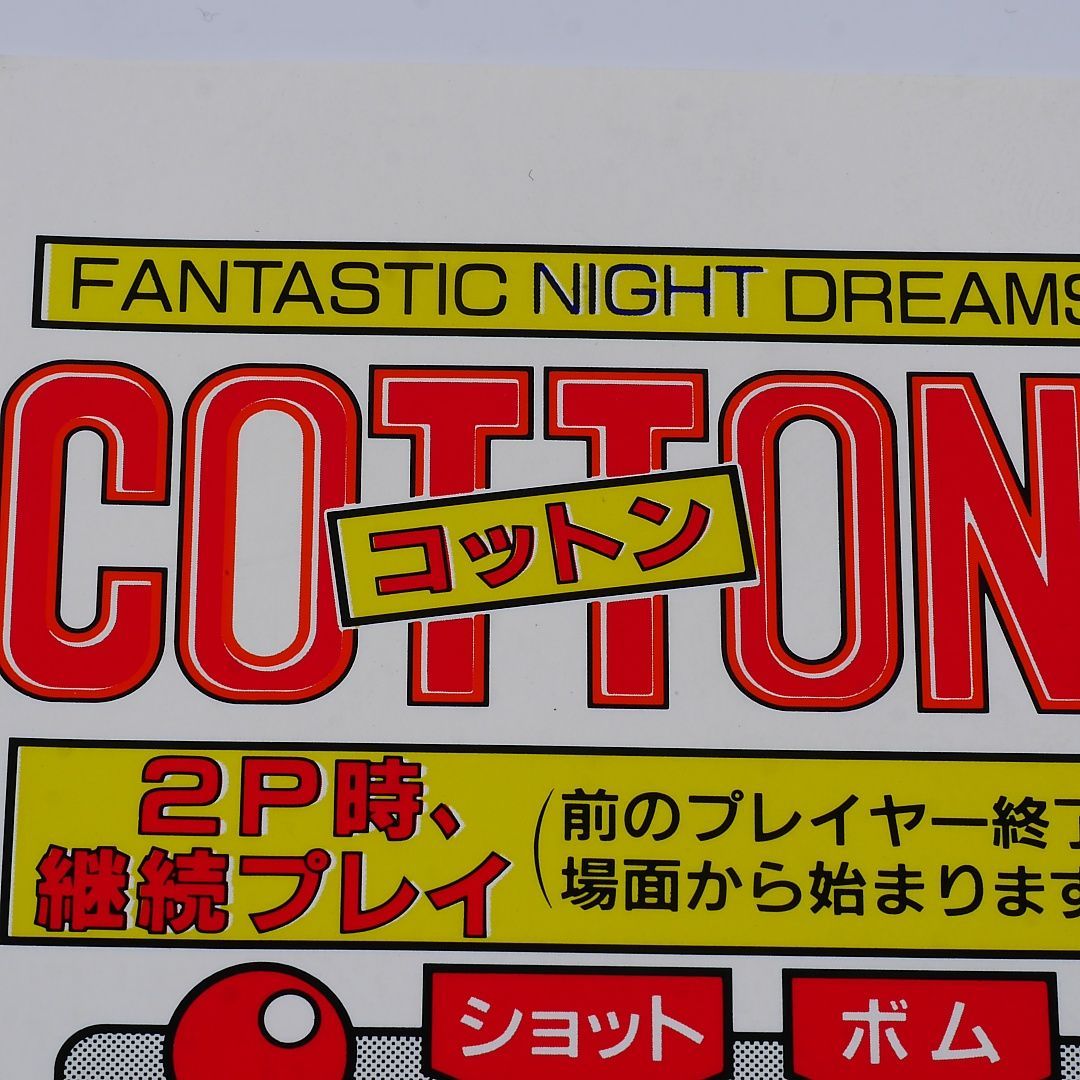 FANTASTIC NIGHT DREAMS
COTTON
コットン
2P時、
継続プレイ
(前のプレイヤー終了
場面から始まります
ショット
ボム